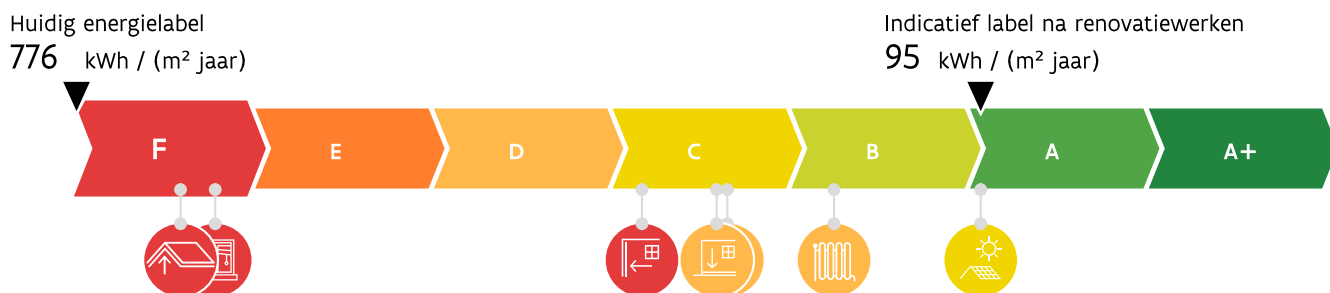 Huidig energielabel
776 kWh / (m² jaar)
Indicatief label na renovatiewerken
95 kWh / (m² jaar)
F E D C B A A+